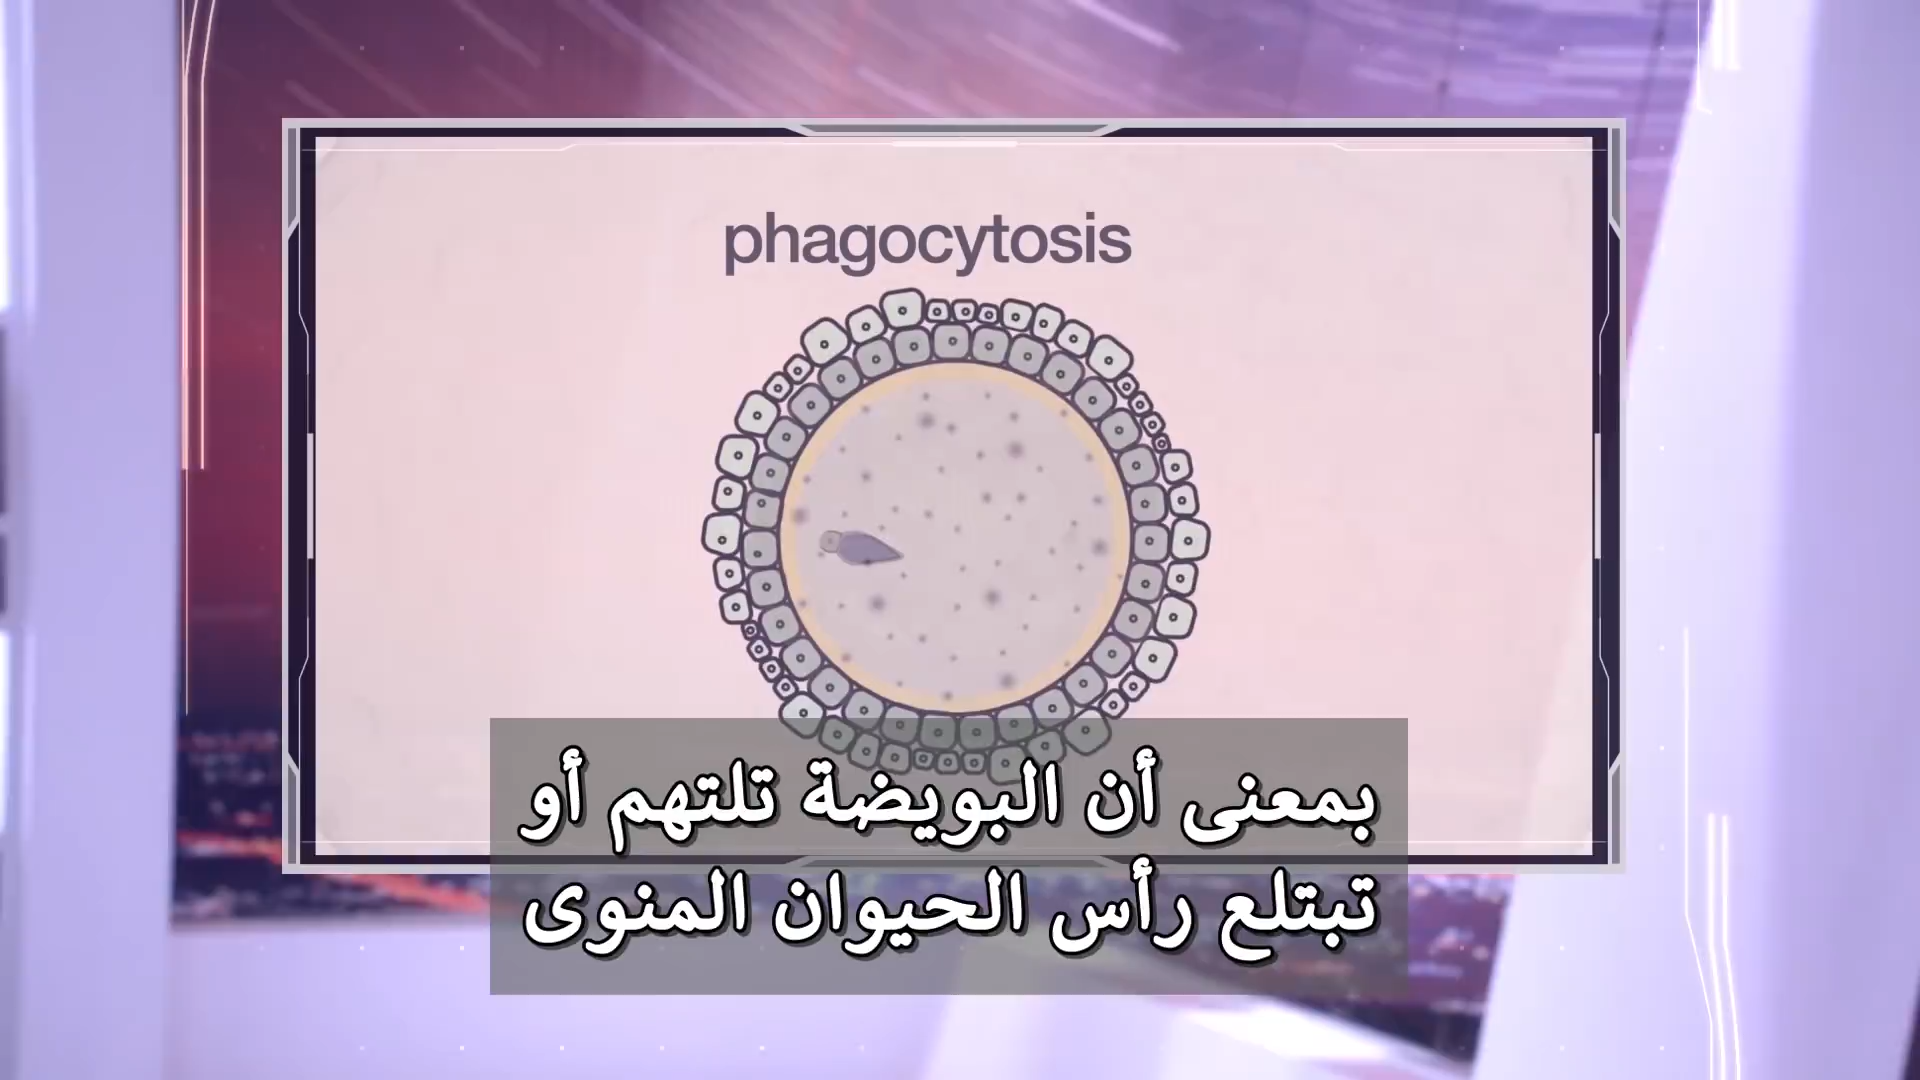 phagocytosis
بمعنى أن البويضة تلتهم أو
تبتلع رأس الحيوان المنوى